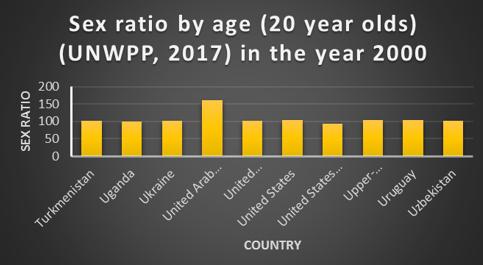 Sex ratio by age (20 year olds)
(UNWPP, 2017) in the year 2000
200
150
100
50
0
SEX RATIO
Turkmenistan
Uganda
Ukraine
United Arab...
United...
United States
United States...
Upper-...
Uruguay
Uzbekistan
COUNTRY